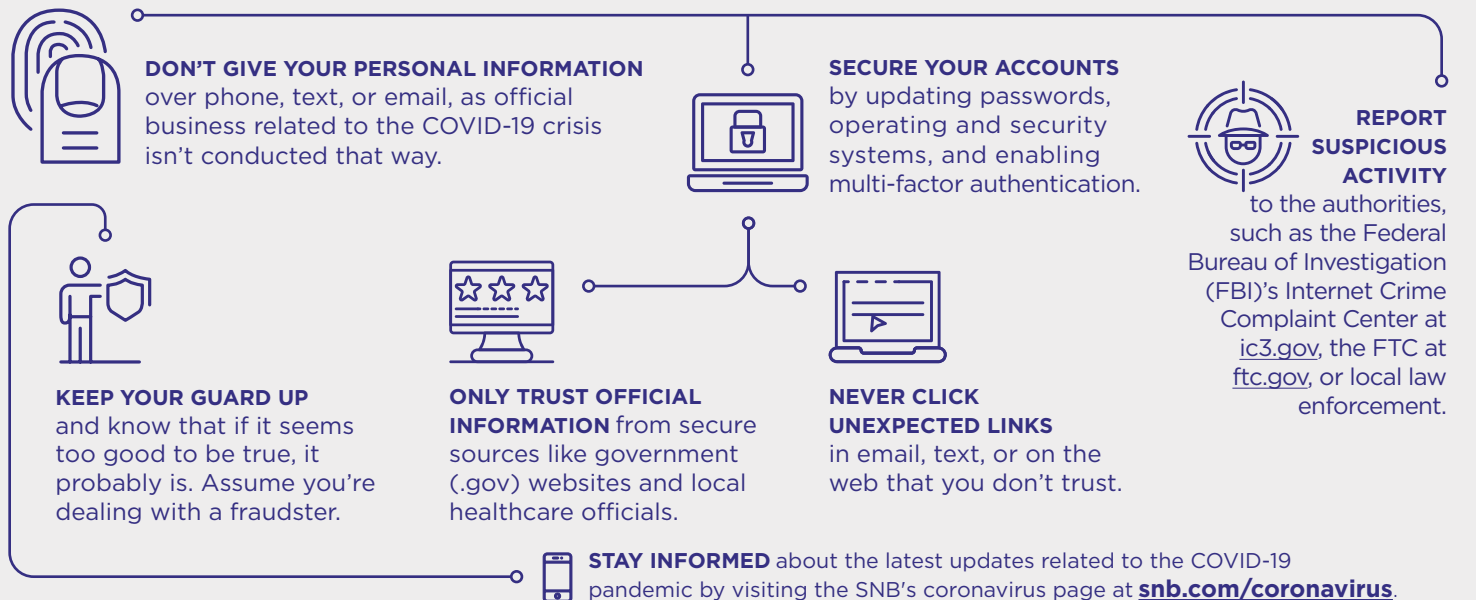 DON'T GIVE YOUR PERSONAL INFORMATION
over phone, text, or email, as official
business related to the COVID-19 crisis
isn't conducted that way.
SECURE YOUR ACCOUNTS
by updating passwords,
operating and security
systems, and enabling
multi-factor authentication.
REPORT
SUSPICIOUS
ACTIVITY
to the authorities,
such as the Federal
Bureau of Investigation
(FBI)'s Internet Crime
Complaint Center at
ic3.gov, the FTC at
ftc.gov, or local law
enforcement.
KEEP YOUR GUARD UP
and know that if it seems
too good to be true, it
probably is. Assume you're
dealing with a fraudster.
ONLY TRUST OFFICIAL
INFORMATION from secure
sources like government
(.gov) websites and local
healthcare officials.
NEVER CLICK
UNEXPECTED LINKS
in email, text, or on the
web that you don't trust.
STAY INFORMED about the latest updates related to the COVID-19
pandemic by visiting the SNB's coronavirus page at snb.com/coronavirus.